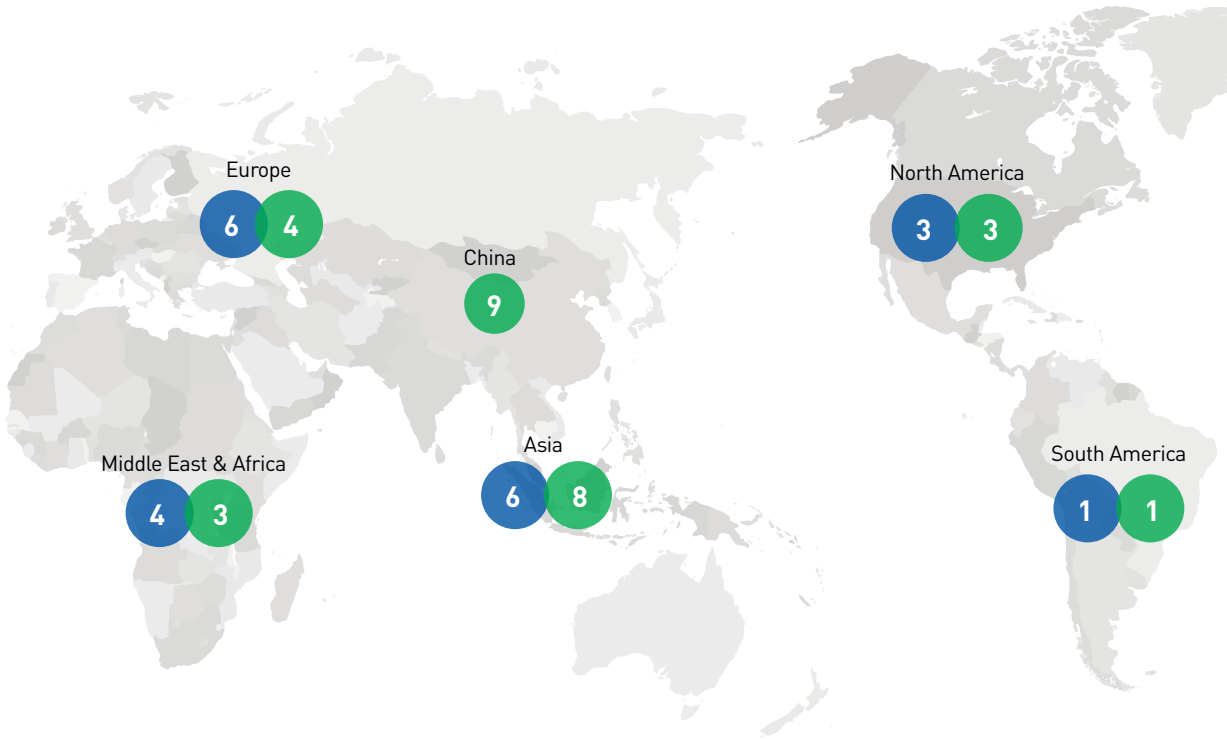 Europe
6 4
North America
3 3
China
9
Asia
6 8
Middle East & Africa
4 3
South America
1 1